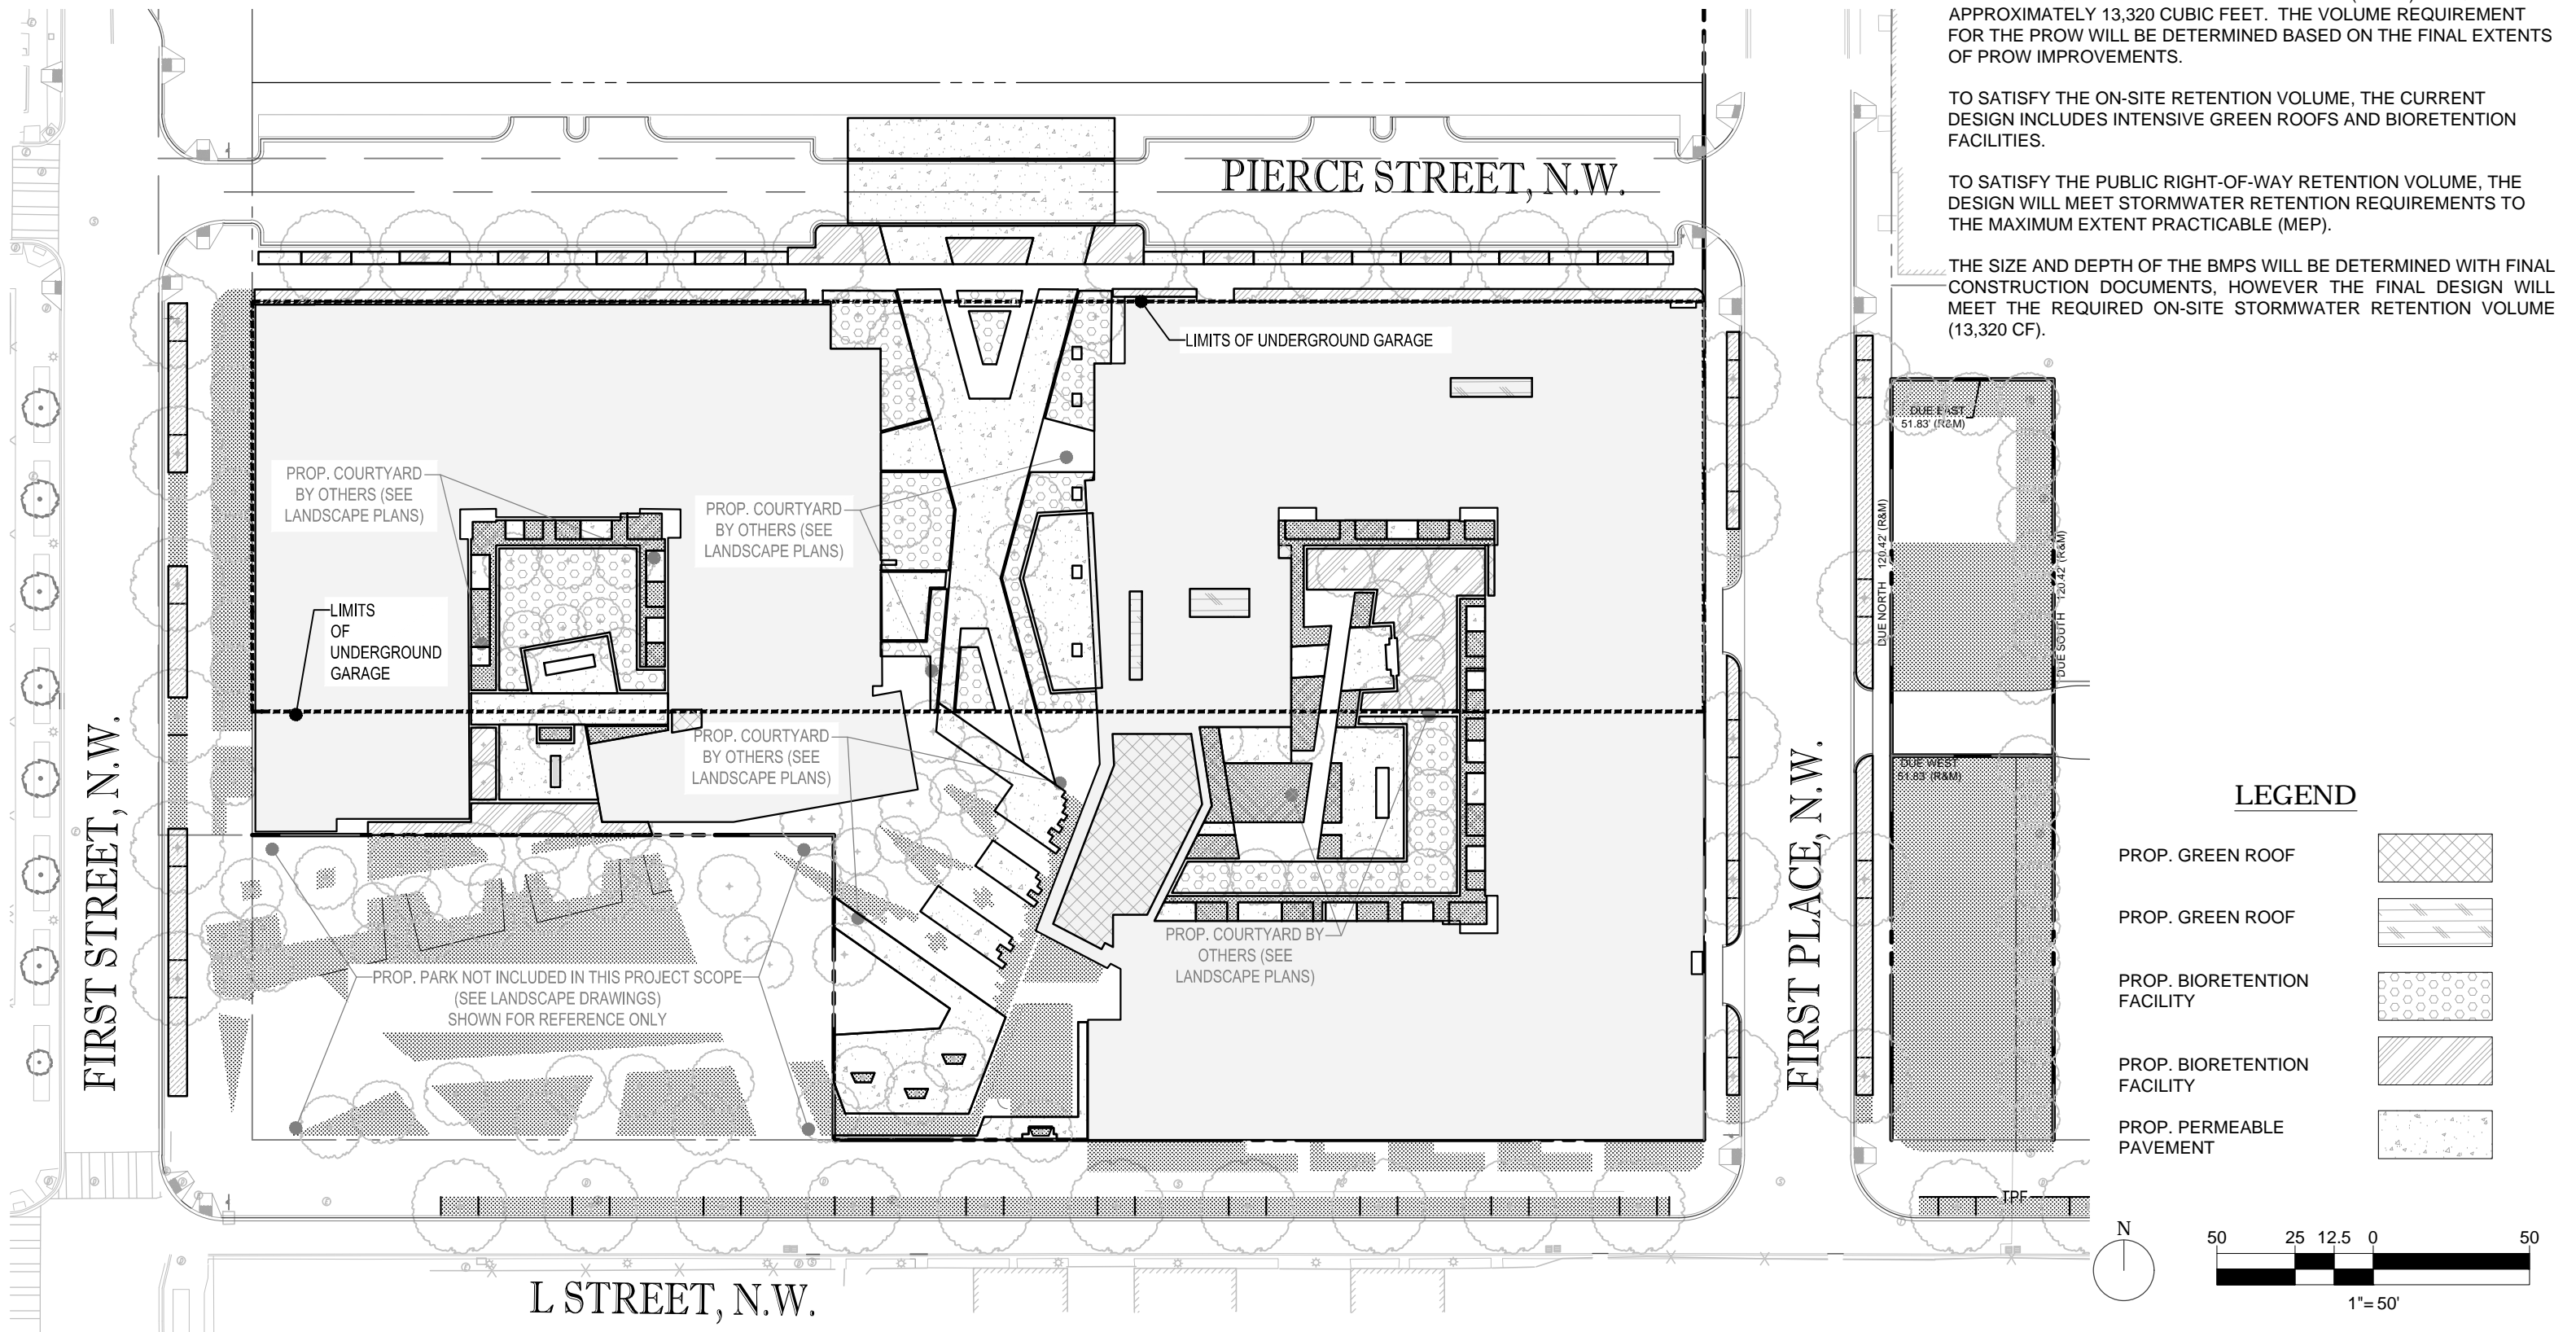 APPROXIMATELY 13,320 CUBIC FEET. THE VOLUME REQUIREMENT
FOR THE PROW WILL BE DETERMINED BASED ON THE FINAL EXTENTS
OF PROW IMPROVEMENTS.
TO SATISFY THE ON-SITE RETENTION VOLUME, THE CURRENT
DESIGN INCLUDES INTENSIVE GREEN ROOFS AND BIORETENTION
FACILITIES.
TO SATISFY THE PUBLIC RIGHT-OF-WAY RETENTION VOLUME, THE
DESIGN WILL MEET STORMWATER RETENTION REQUIREMENTS TO
THE MAXIMUM EXTENT PRACTICABLE (MEP).
THE SIZE AND DEPTH OF THE BMPS WILL BE DETERMINED WITH FINAL
CONSTRUCTION DOCUMENTS, HOWEVER THE FINAL DESIGN WILL
MEET THE REQUIRED ON-SITE STORMWATER RETENTION VOLUME
(13,320 CF).
PIERCE STREET, N.W.
LIMITS OF UNDERGROUND GARAGE
PROP. COURTYARD
BY OTHERS (SEE
LANDSCAPE PLANS)
PROP. COURTYARD
BY OTHERS (SEE
LANDSCAPE PLANS)
LIMITS
OF
UNDERGROUND
GARAGE
PROP. COURTYARD
BY OTHERS (SEE
LANDSCAPE PLANS)
PROP. COURTYARD BY
OTHERS (SEE
LANDSCAPE PLANS)
PROP. PARK NOT INCLUDED IN THIS PROJECT SCOPE
(SEE LANDSCAPE DRAWINGS)
SHOWN FOR REFERENCE ONLY
FIRST STREET, N.W.
FIRST PLACE, N.W.
L STREET, N.W.
DUE EAST
51.83' (R&M)
DUE NORTH 120.42' (R&M)
DUE SOUTH 120.42' (R&M)
DUE WEST
51.83' (R&M)
LEGEND
PROP. GREEN ROOF
PROP. GREEN ROOF
PROP. BIORETENTION
FACILITY
PROP. BIORETENTION
FACILITY
PROP. PERMEABLE
PAVEMENT
N
50 25 12.5 0 50
1"= 50'